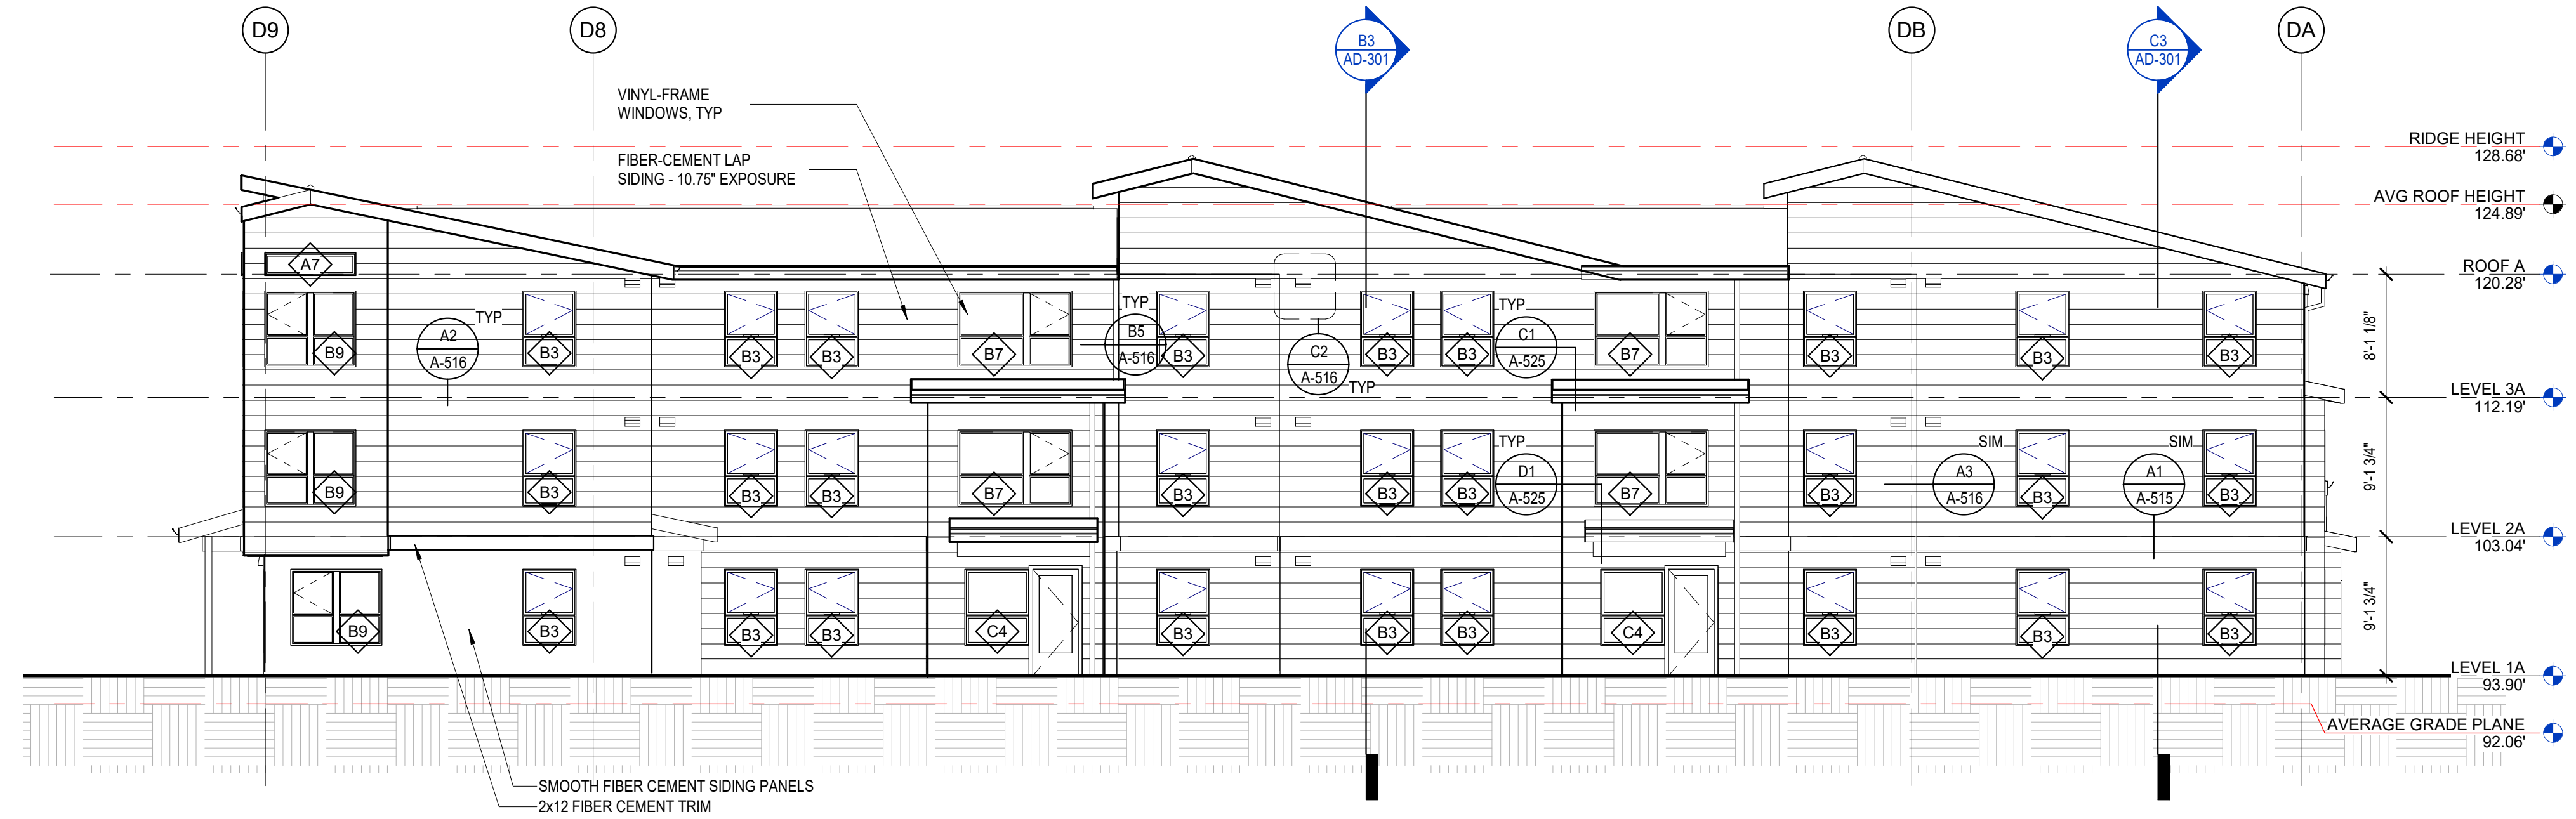 D9
D8
B3
AD-301
DB
C3
AD-301
DA
VINYL-FRAME
WINDOWS, TYP
FIBER-CEMENT LAP
SIDING - 10.75" EXPOSURE
RIDGE HEIGHT
128.68'
AVG ROOF HEIGHT
124.89'
ROOF A
120.28'
A7
B9
A2
A-516
TYP
B3
B3
B3
B7
TYP
B5
A-516
B3
C2
A-516
TYP
B3
B3
TYP
C1
A-525
B7
B3
B3
B3
8'-1 1/8"
LEVEL 3A
112.19'
B9
B3
B3
B3
B7
B3
B3
B3
TYP
D1
A-525
B7
B3
SIM
A3
A-516
B3
SIM
A1
A-515
B3
9'-1 3/4"
LEVEL 2A
103.04'
B9
B3
B3
B3
C4
B3
B3
B3
C4
B3
B3
B3
9'-1 3/4"
LEVEL 1A
93.90'
AVERAGE GRADE PLANE
92.06'
SMOOTH FIBER CEMENT SIDING PANELS
2x12 FIBER CEMENT TRIM